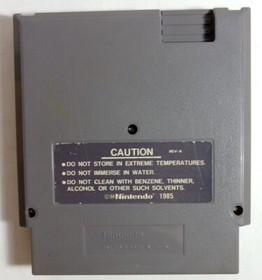 CAUTION
REV-A
●DO NOT STORE IN EXTREME TEMPERATURES.
●DO NOT IMMERSE IN WATER.
●DO NOT CLEAN WITH BENZENE, THINNER,
ALCOHOL OR OTHER SUCH SOLVENTS.
©Nintendo 1985